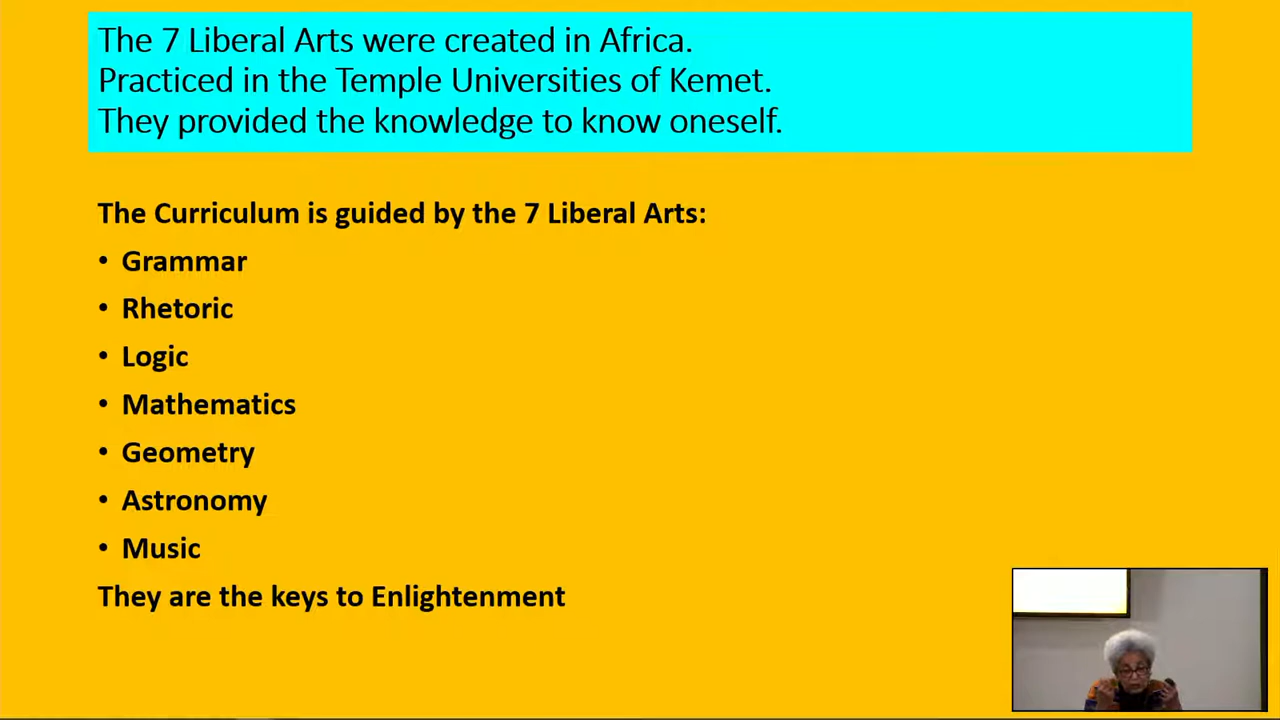 The 7 Liberal Arts were created in Africa.
Practiced in the Temple Universities of Kemet.
They provided the knowledge to know oneself.
The Curriculum is guided by the 7 Liberal Arts:
• Grammar
• Rhetoric
• Logic
• Mathematics
• Geometry
• Astronomy
• Music
They are the keys to Enlightenment